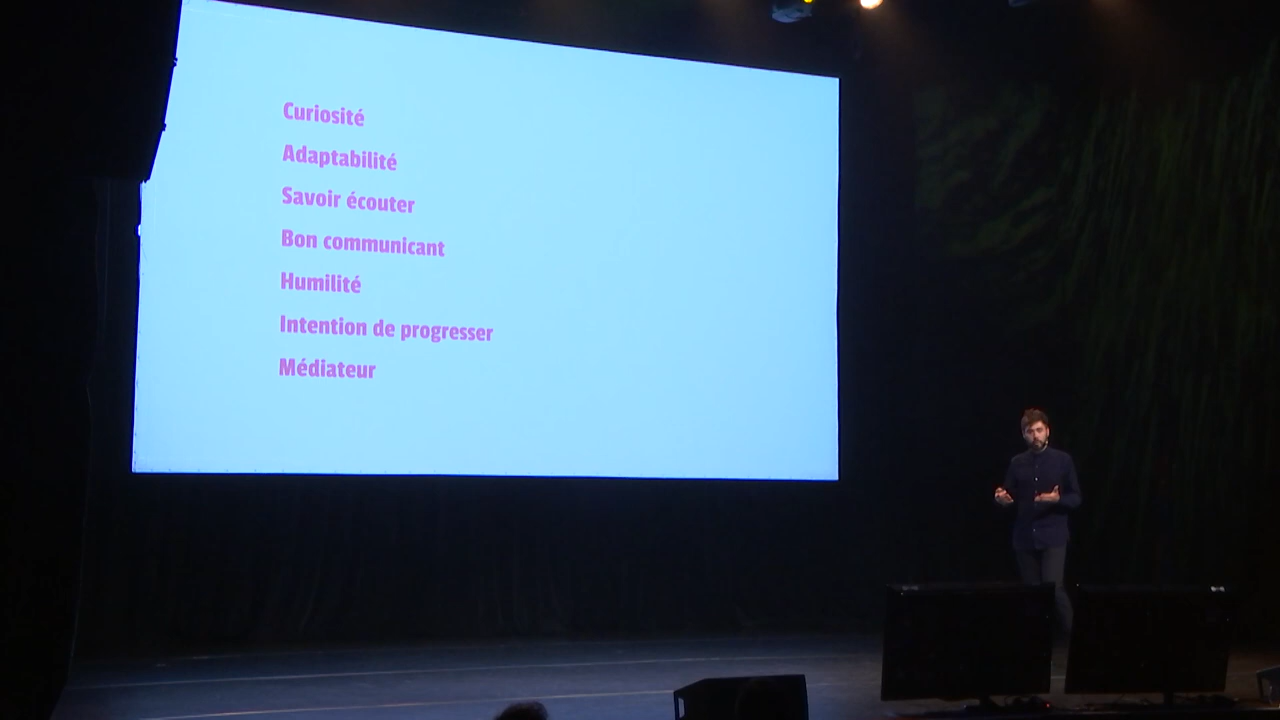 Curiosité
Adaptabilité
Savoir écouter
Bon communicant
Humilité
Intention de progresser
Médiateur